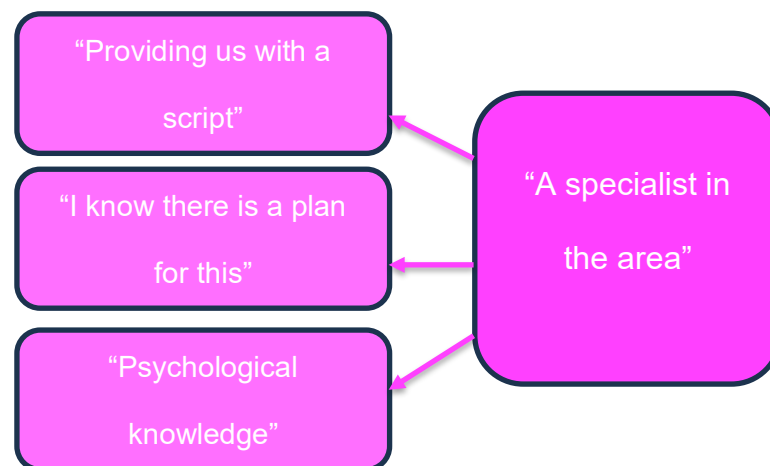 “Providing us with a
script”
“I know there is a plan
for this”
“Psychological
knowledge”
“A specialist in
the area”